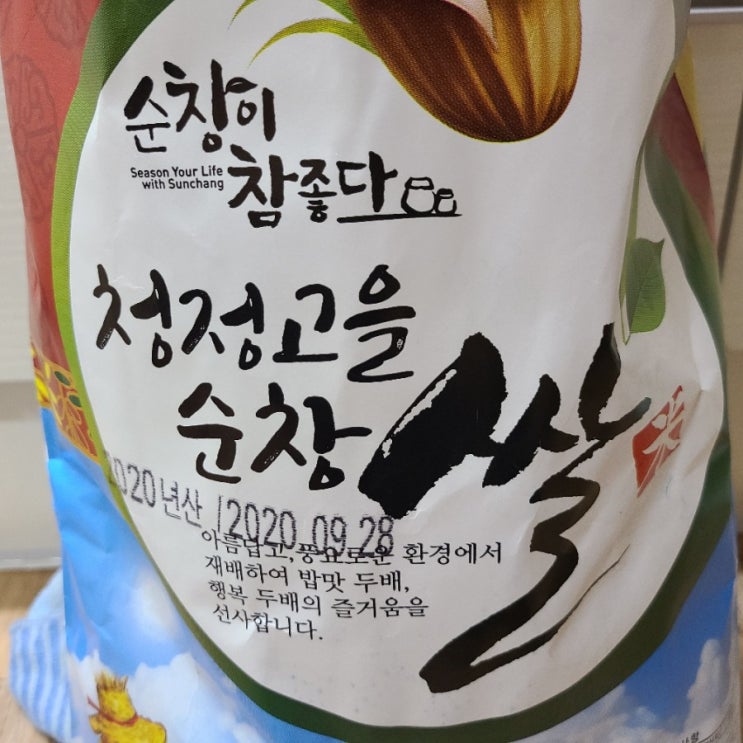 순창이
참좋다
Season Your Life
with Sunchang
청정고을
순창
쌀
米
2020년산 / 2020.09.28
아름답고,풍요로운 환경에서
재배하여 밥맛 두배,
행복 두배의 즐거움을
선사합니다.